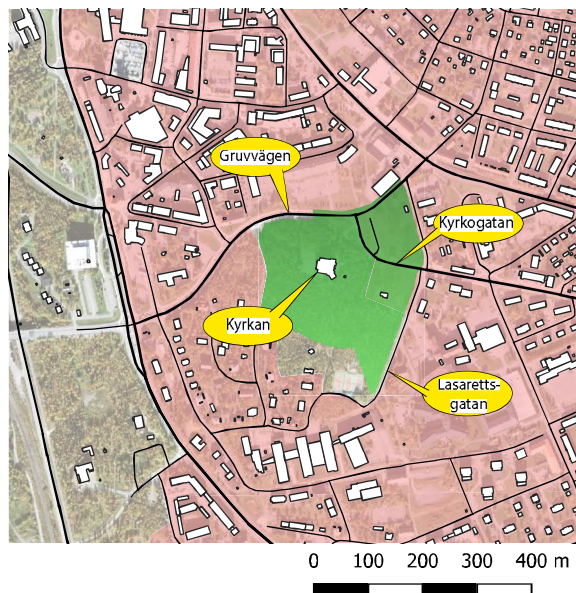 Gruvvägen
Kyrkogatan
Kyrkan
Lasaretts-
gatan
0 100 200 300 400 m